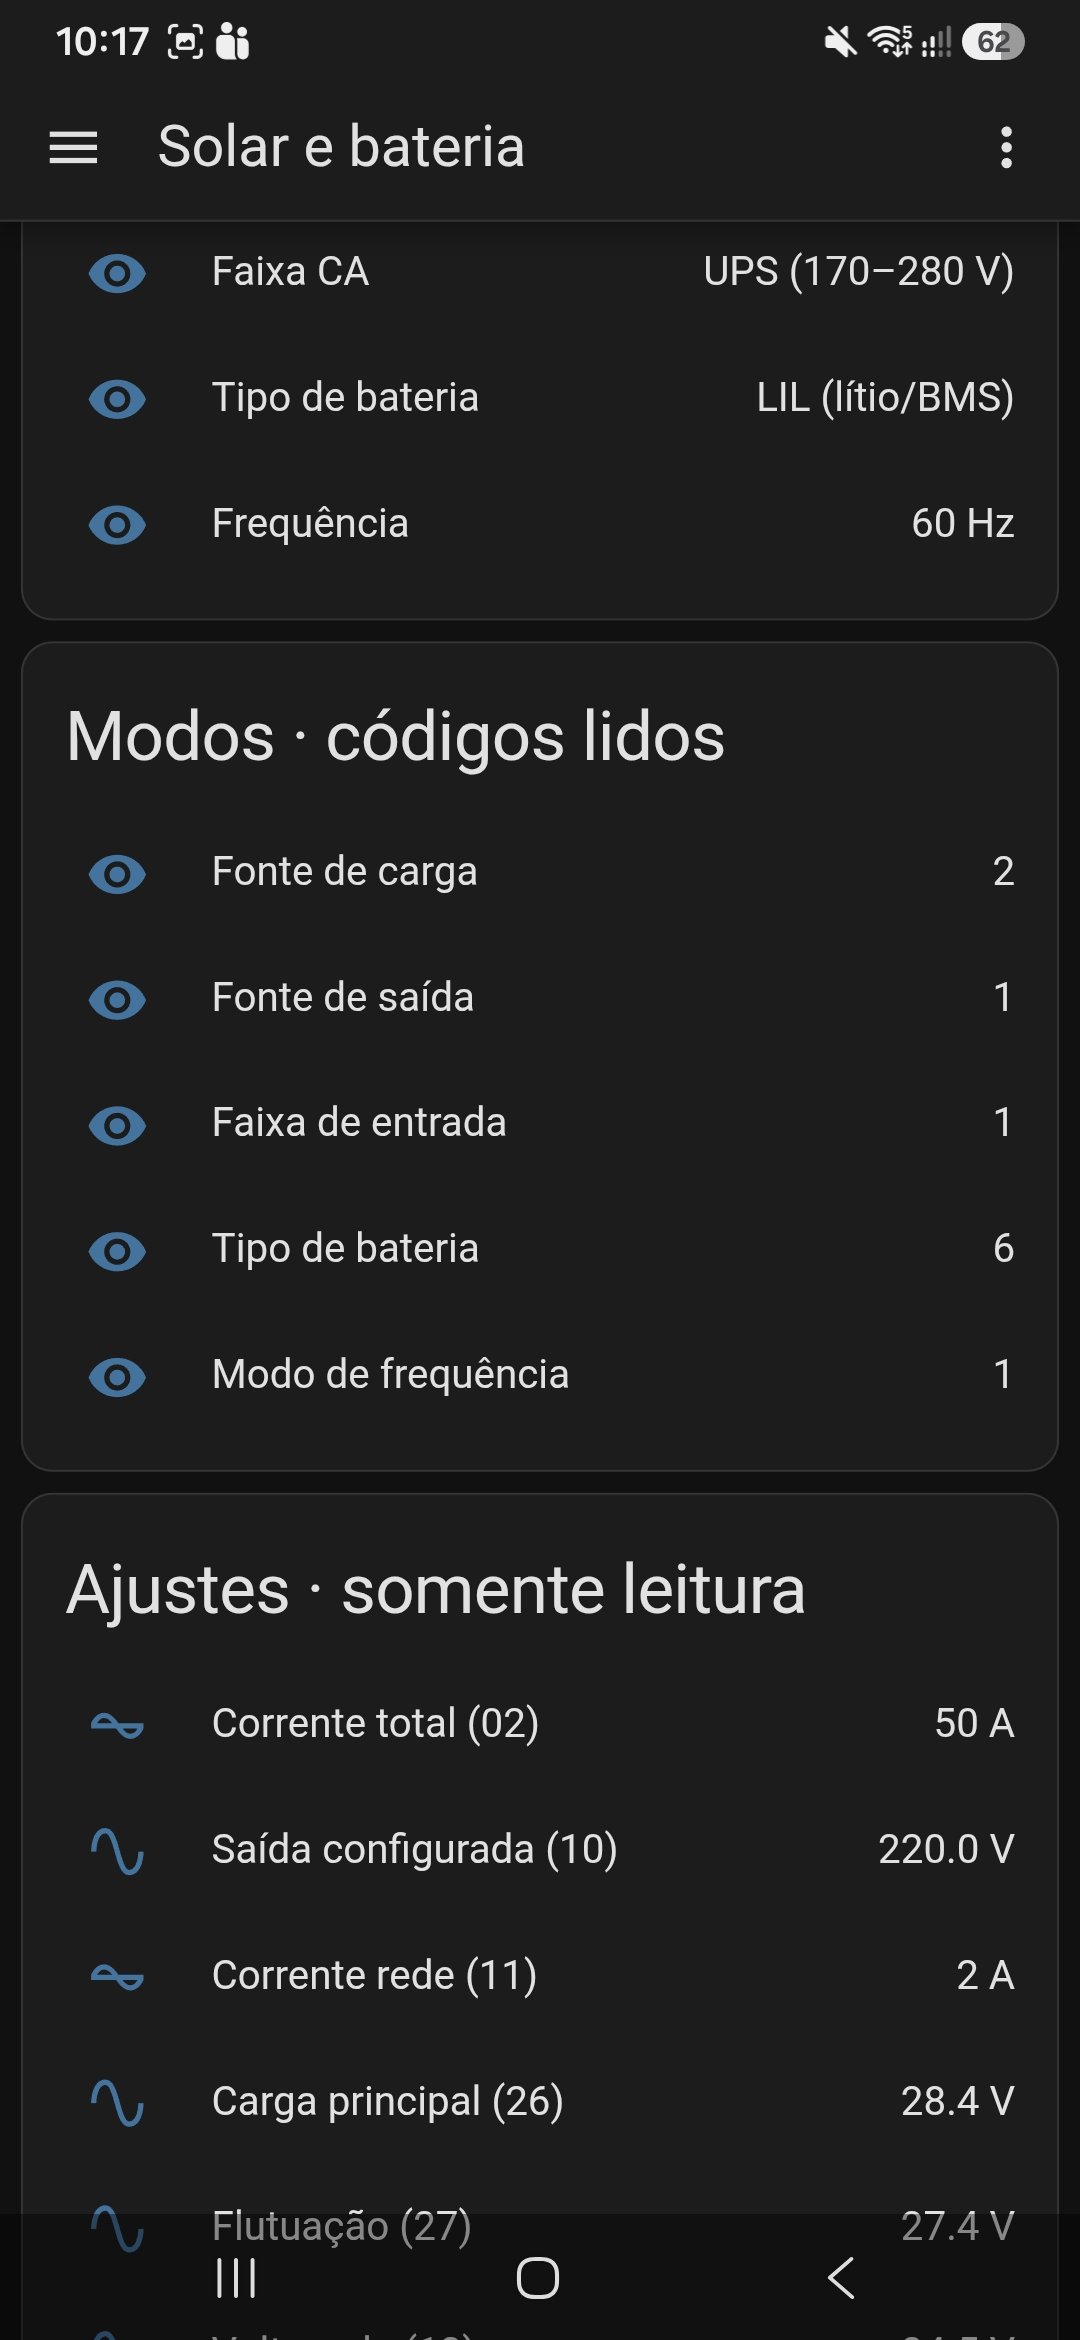 10:17
5
62
Solar e bateria
Faixa CA UPS (170–280 V)
Tipo de bateria LIL (lítio/BMS)
Frequência 60 Hz
Modos · códigos lidos
Fonte de carga 2
Fonte de saída 1
Faixa de entrada 1
Tipo de bateria 6
Modo de frequência 1
Ajustes · somente leitura
Corrente total (02) 50 A
Saída configurada (10) 220.0 V
Corrente rede (11) 2 A
Carga principal (26) 28.4 V
Flutuação (27) 27.4 V